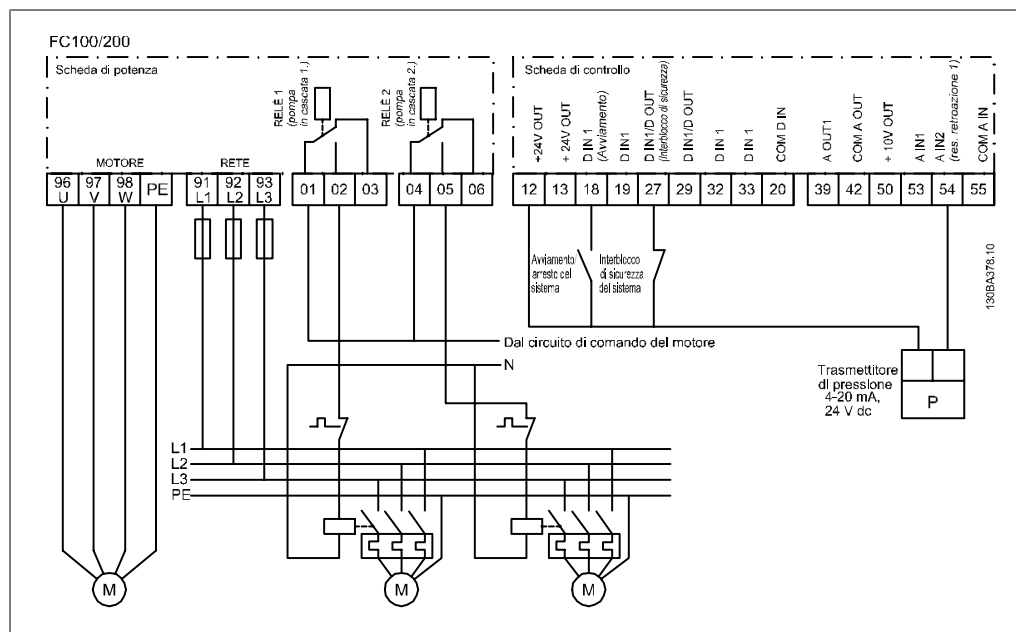 FC100/200
Scheda di potenza
RELÈ 1
(pompa
in cascata 1.)
RELÈ 2
(pompa
in cascata 2.)
MOTORE
RETE
96
U
97
V
98
W
PE
91
L1
92
L2
93
L3
01
02
03
04
05
06
Scheda di controllo
+24V OUT
+ 24V OUT
D IN 1
(Avviamento)
D IN1
D IN1/D OUT
(Interblocco di sicurezza)
D IN1/D OUT
D IN 1
D IN 1
COM D IN
A OUT1
COM A OUT
+ 10V OUT
A IN1
A IN2
(res. retroazione 1)
COM A IN
12
13
18
19
27
29
32
33
20
39
42
50
53
54
55
Avviamento/
arresto del
sistema
Interblocco
di sicurezza
del sistema
130BA378.10
Dal circuito di comando del motore
N
Trasmettitore
di pressione
4-20 mA,
24 V dc
P
L1
L2
L3
PE
M
M
M